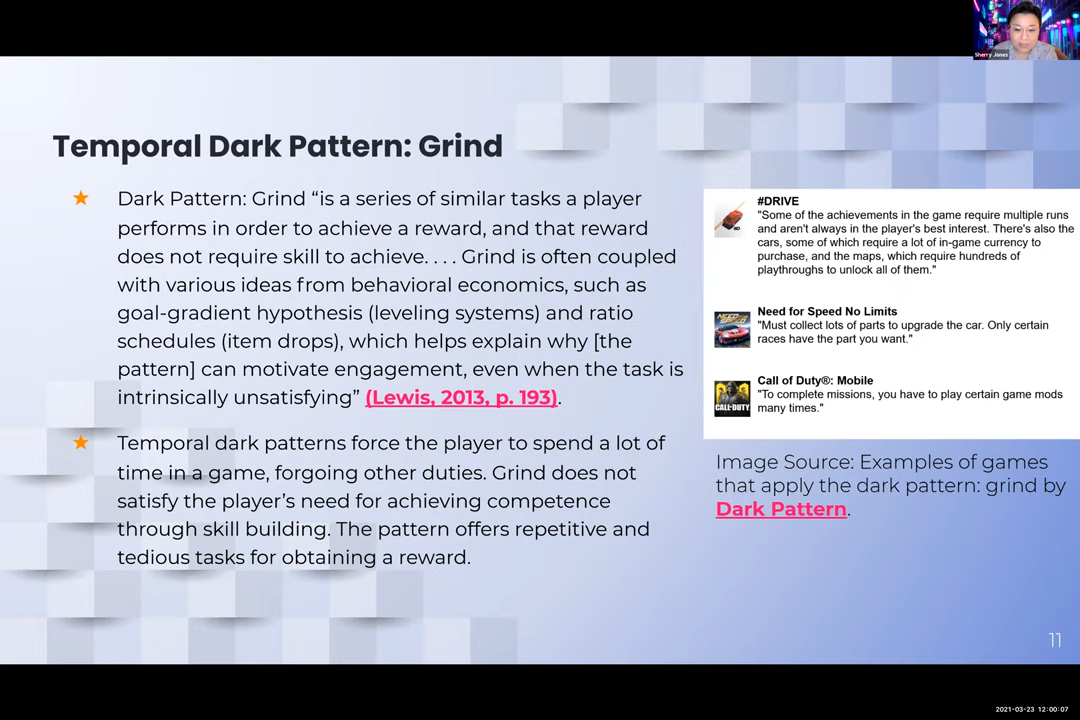 Sherry Jones
Temporal Dark Pattern: Grind
Dark Pattern: Grind “is a series of similar tasks a player
performs in order to achieve a reward, and that reward
does not require skill to achieve. . . . Grind is often coupled
with various ideas from behavioral economics, such as
goal-gradient hypothesis (leveling systems) and ratio
schedules (item drops), which helps explain why [the
pattern] can motivate engagement, even when the task is
intrinsically unsatisfying” (Lewis, 2013, p. 193).
Temporal dark patterns force the player to spend a lot of
time in a game, forgoing other duties. Grind does not
satisfy the player’s need for achieving competence
through skill building. The pattern offers repetitive and
tedious tasks for obtaining a reward.
#DRIVE
"Some of the achievements in the game require multiple runs
and aren't always in the player's best interest. There's also the
cars, some of which require a lot of in-game currency to
purchase, and the maps, which require hundreds of
playthroughs to unlock all of them."
NEED FOR SPEED
Need for Speed No Limits
"Must collect lots of parts to upgrade the car. Only certain
races have the part you want."
CALL OF DUTY
Call of Duty®: Mobile
"To complete missions, you have to play certain game mods
many times."
Image Source: Examples of games
that apply the dark pattern: grind by
Dark Pattern.
11
2021-03-23 12:00:07